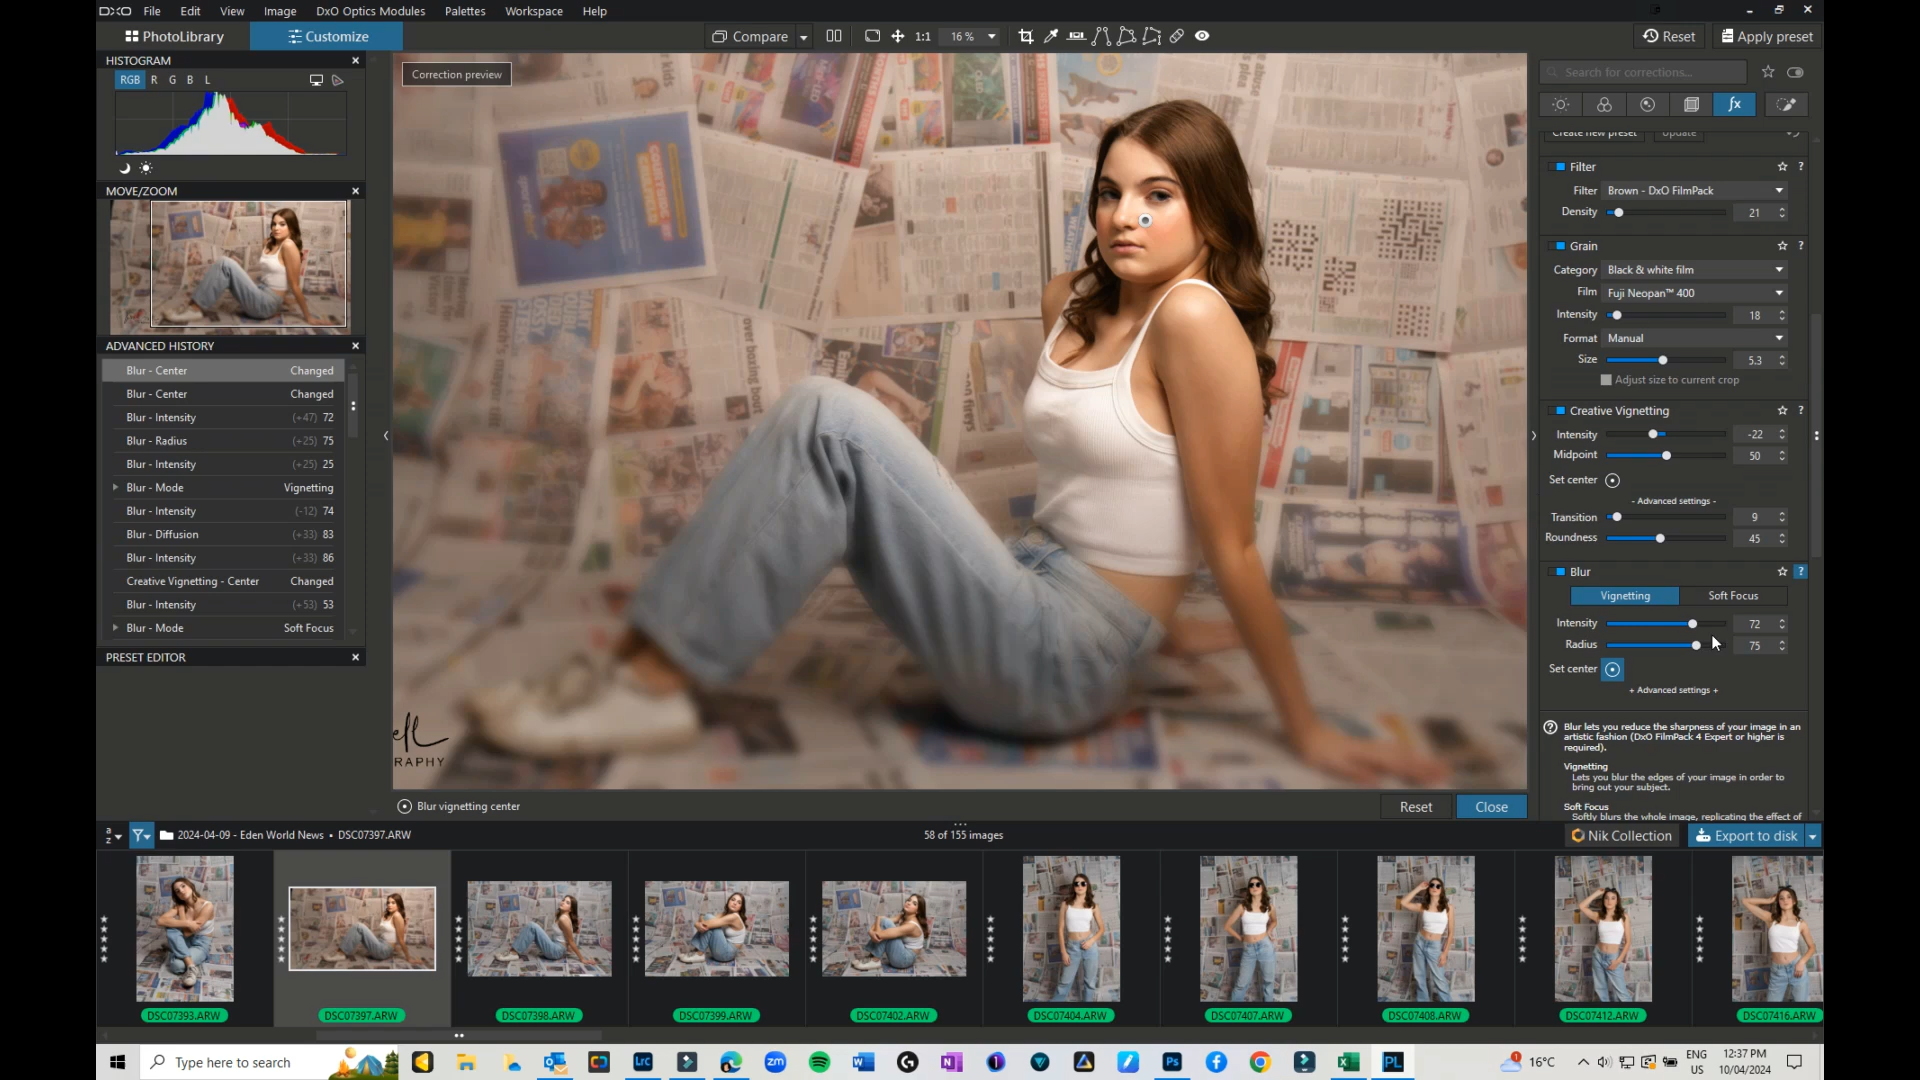 DXO File Edit View Image DxO Optics Modules Palettes Workspace Help
PhotoLibrary Customize Compare 1:1 16 % Reset Apply preset
HISTOGRAM
RGB R G B L
MOVE/ZOOM
ADVANCED HISTORY
Blur - Center Changed
Blur - Center Changed
Blur - Intensity (+47) 72
Blur - Radius (+25) 75
Blur - Intensity (+25) 25
Blur - Mode Vignetting
Blur - Intensity (-12) 74
Blur - Diffusion (+33) 83
Blur - Intensity (+33) 86
Creative Vignetting - Center Changed
Blur - Intensity (+53) 53
Blur - Mode Soft Focus
PRESET EDITOR
Correction preview
ell
RAPHY
Blur vignetting center Reset Close
Search for corrections...
fx
Create new preset Update
Filter
Filter Brown - DxO FilmPack
Density 21
Grain
Category Black & white film
Film Fuji Neopan™ 400
Intensity 18
Format Manual
Size 5.3
Adjust size to current crop
Creative Vignetting
Intensity -22
Midpoint 50
Set center
- Advanced settings -
Transition 9
Roundness 45
Blur
Vignetting Soft Focus
Intensity 72
Radius 75
Set center
+ Advanced settings +
Blur lets you reduce the sharpness of your image in an
artistic fashion (DxO FilmPack 4 Expert or higher is
required).
Vignetting
Lets you blur the edges of your image in order to
bring out your subject.
Soft Focus
Softly blurs the whole image, replicating the effect of
2024-04-09 - Eden World News • DSC07397.ARW 58 of 155 images Nik Collection Export to disk
DSC07393.ARW DSC07397.ARW DSC07398.ARW DSC07399.ARW DSC07402.ARW DSC07404.ARW DSC07407.ARW DSC07408.ARW DSC07412.ARW DSC07416.ARW
Type here to search 16°C ENG 12:37 PM
US 10/04/2024